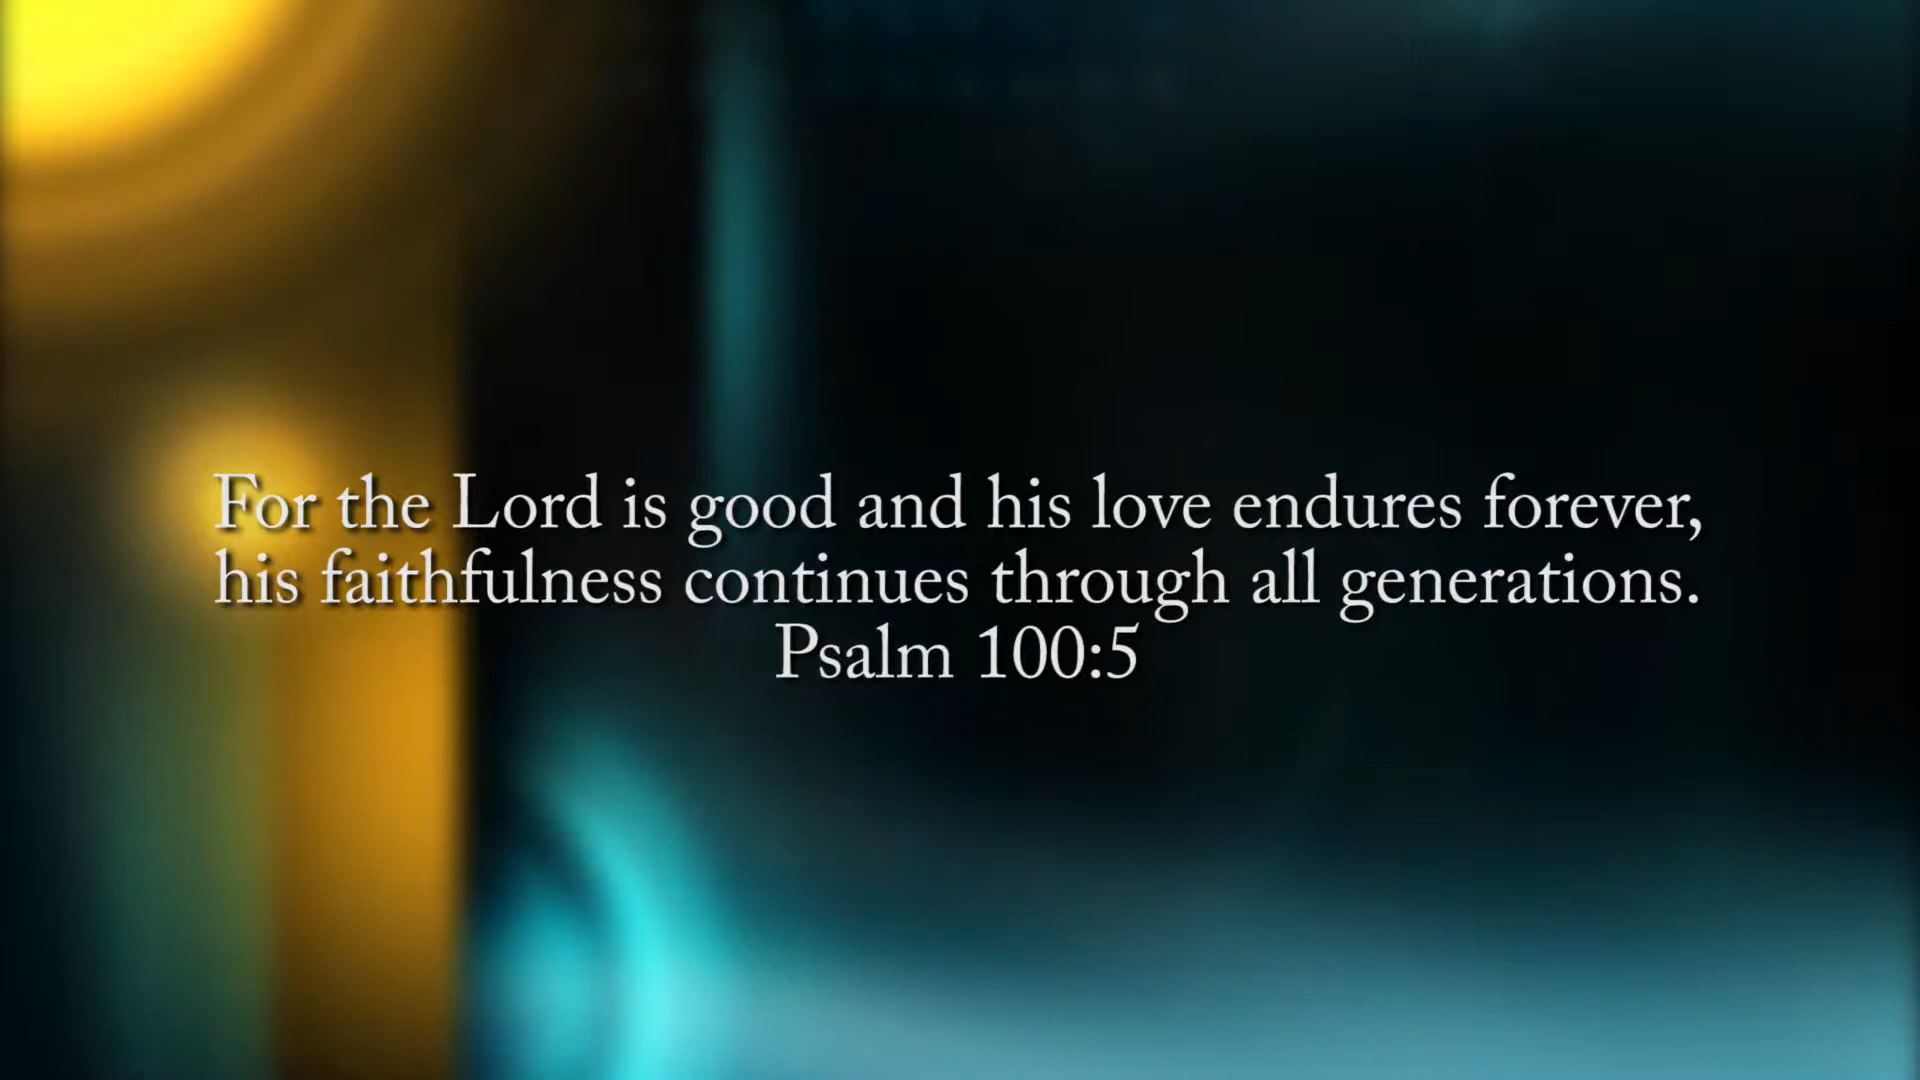 For the Lord is good and his love endures forever,
his faithfulness continues through all generations.
Psalm 100:5